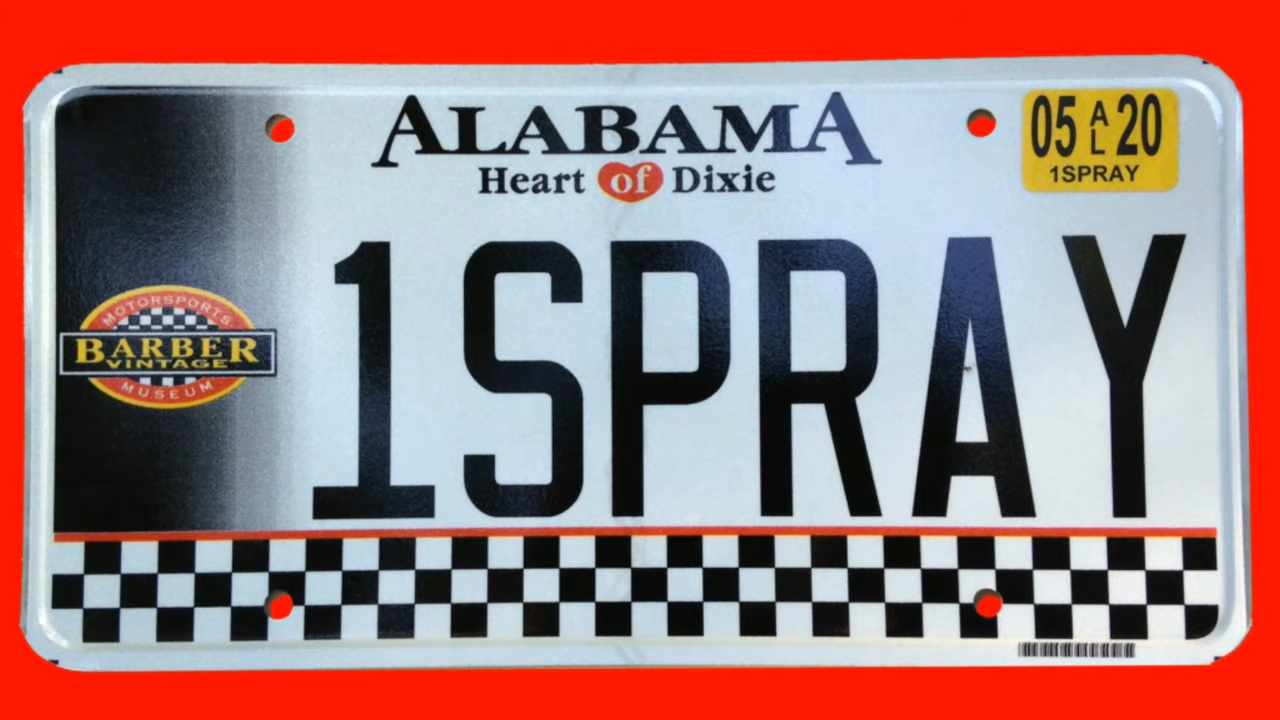 ALABAMA
Heart of Dixie
05 AL 20
1SPRAY
1SPRAY
MOTORSPORTS
BARBER
VINTAGE
MUSEUM